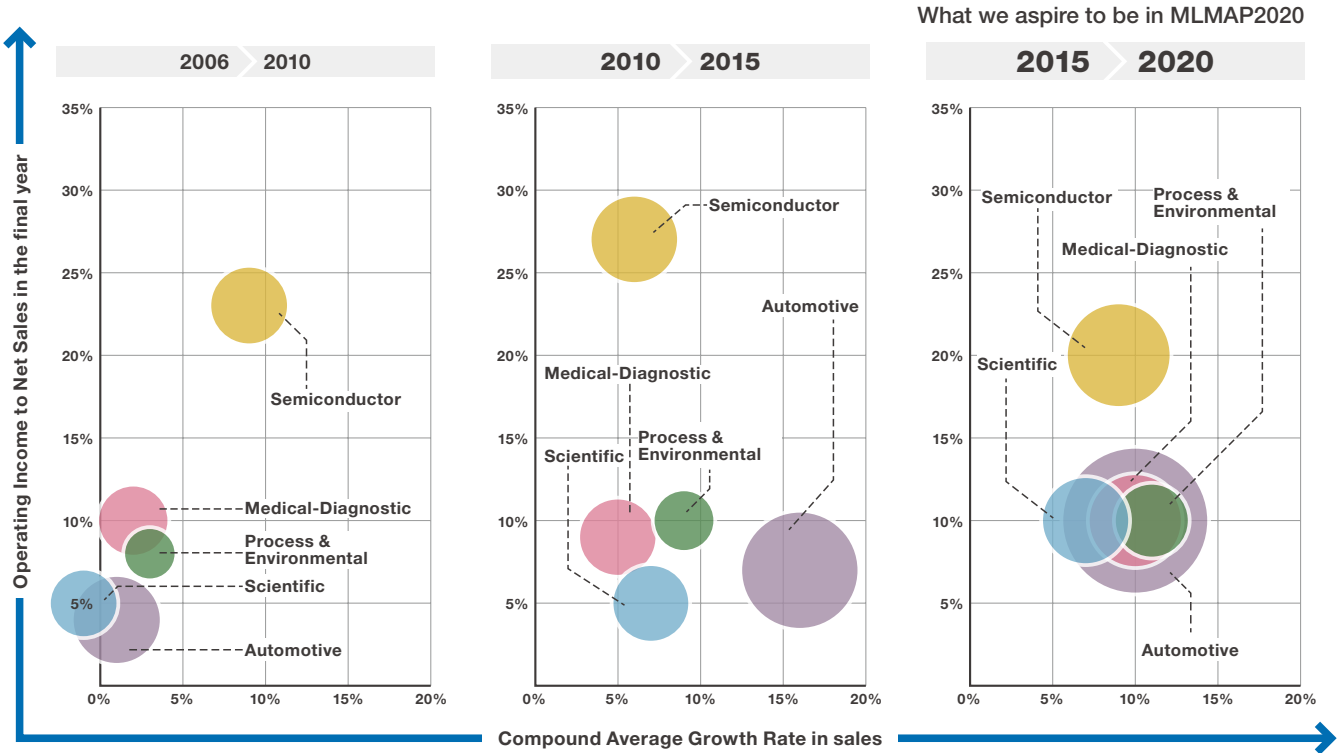 What we aspire to be in MLMAP2020
2006 2010
2010 2015
2015 2020
Operating Income to Net Sales in the final year
35%
30%
25%
20%
15%
10%
5%
0%
5%
10%
15%
20%
Semiconductor
Medical-Diagnostic
Process &
Environmental
Scientific
Automotive
35%
30%
25%
20%
15%
10%
5%
0%
5%
10%
15%
20%
Semiconductor
Automotive
Medical-Diagnostic
Process &
Environmental
Scientific
35%
30%
25%
20%
15%
10%
5%
0%
5%
10%
15%
20%
Semiconductor
Process &
Environmental
Medical-Diagnostic
Scientific
Automotive
Compound Average Growth Rate in sales